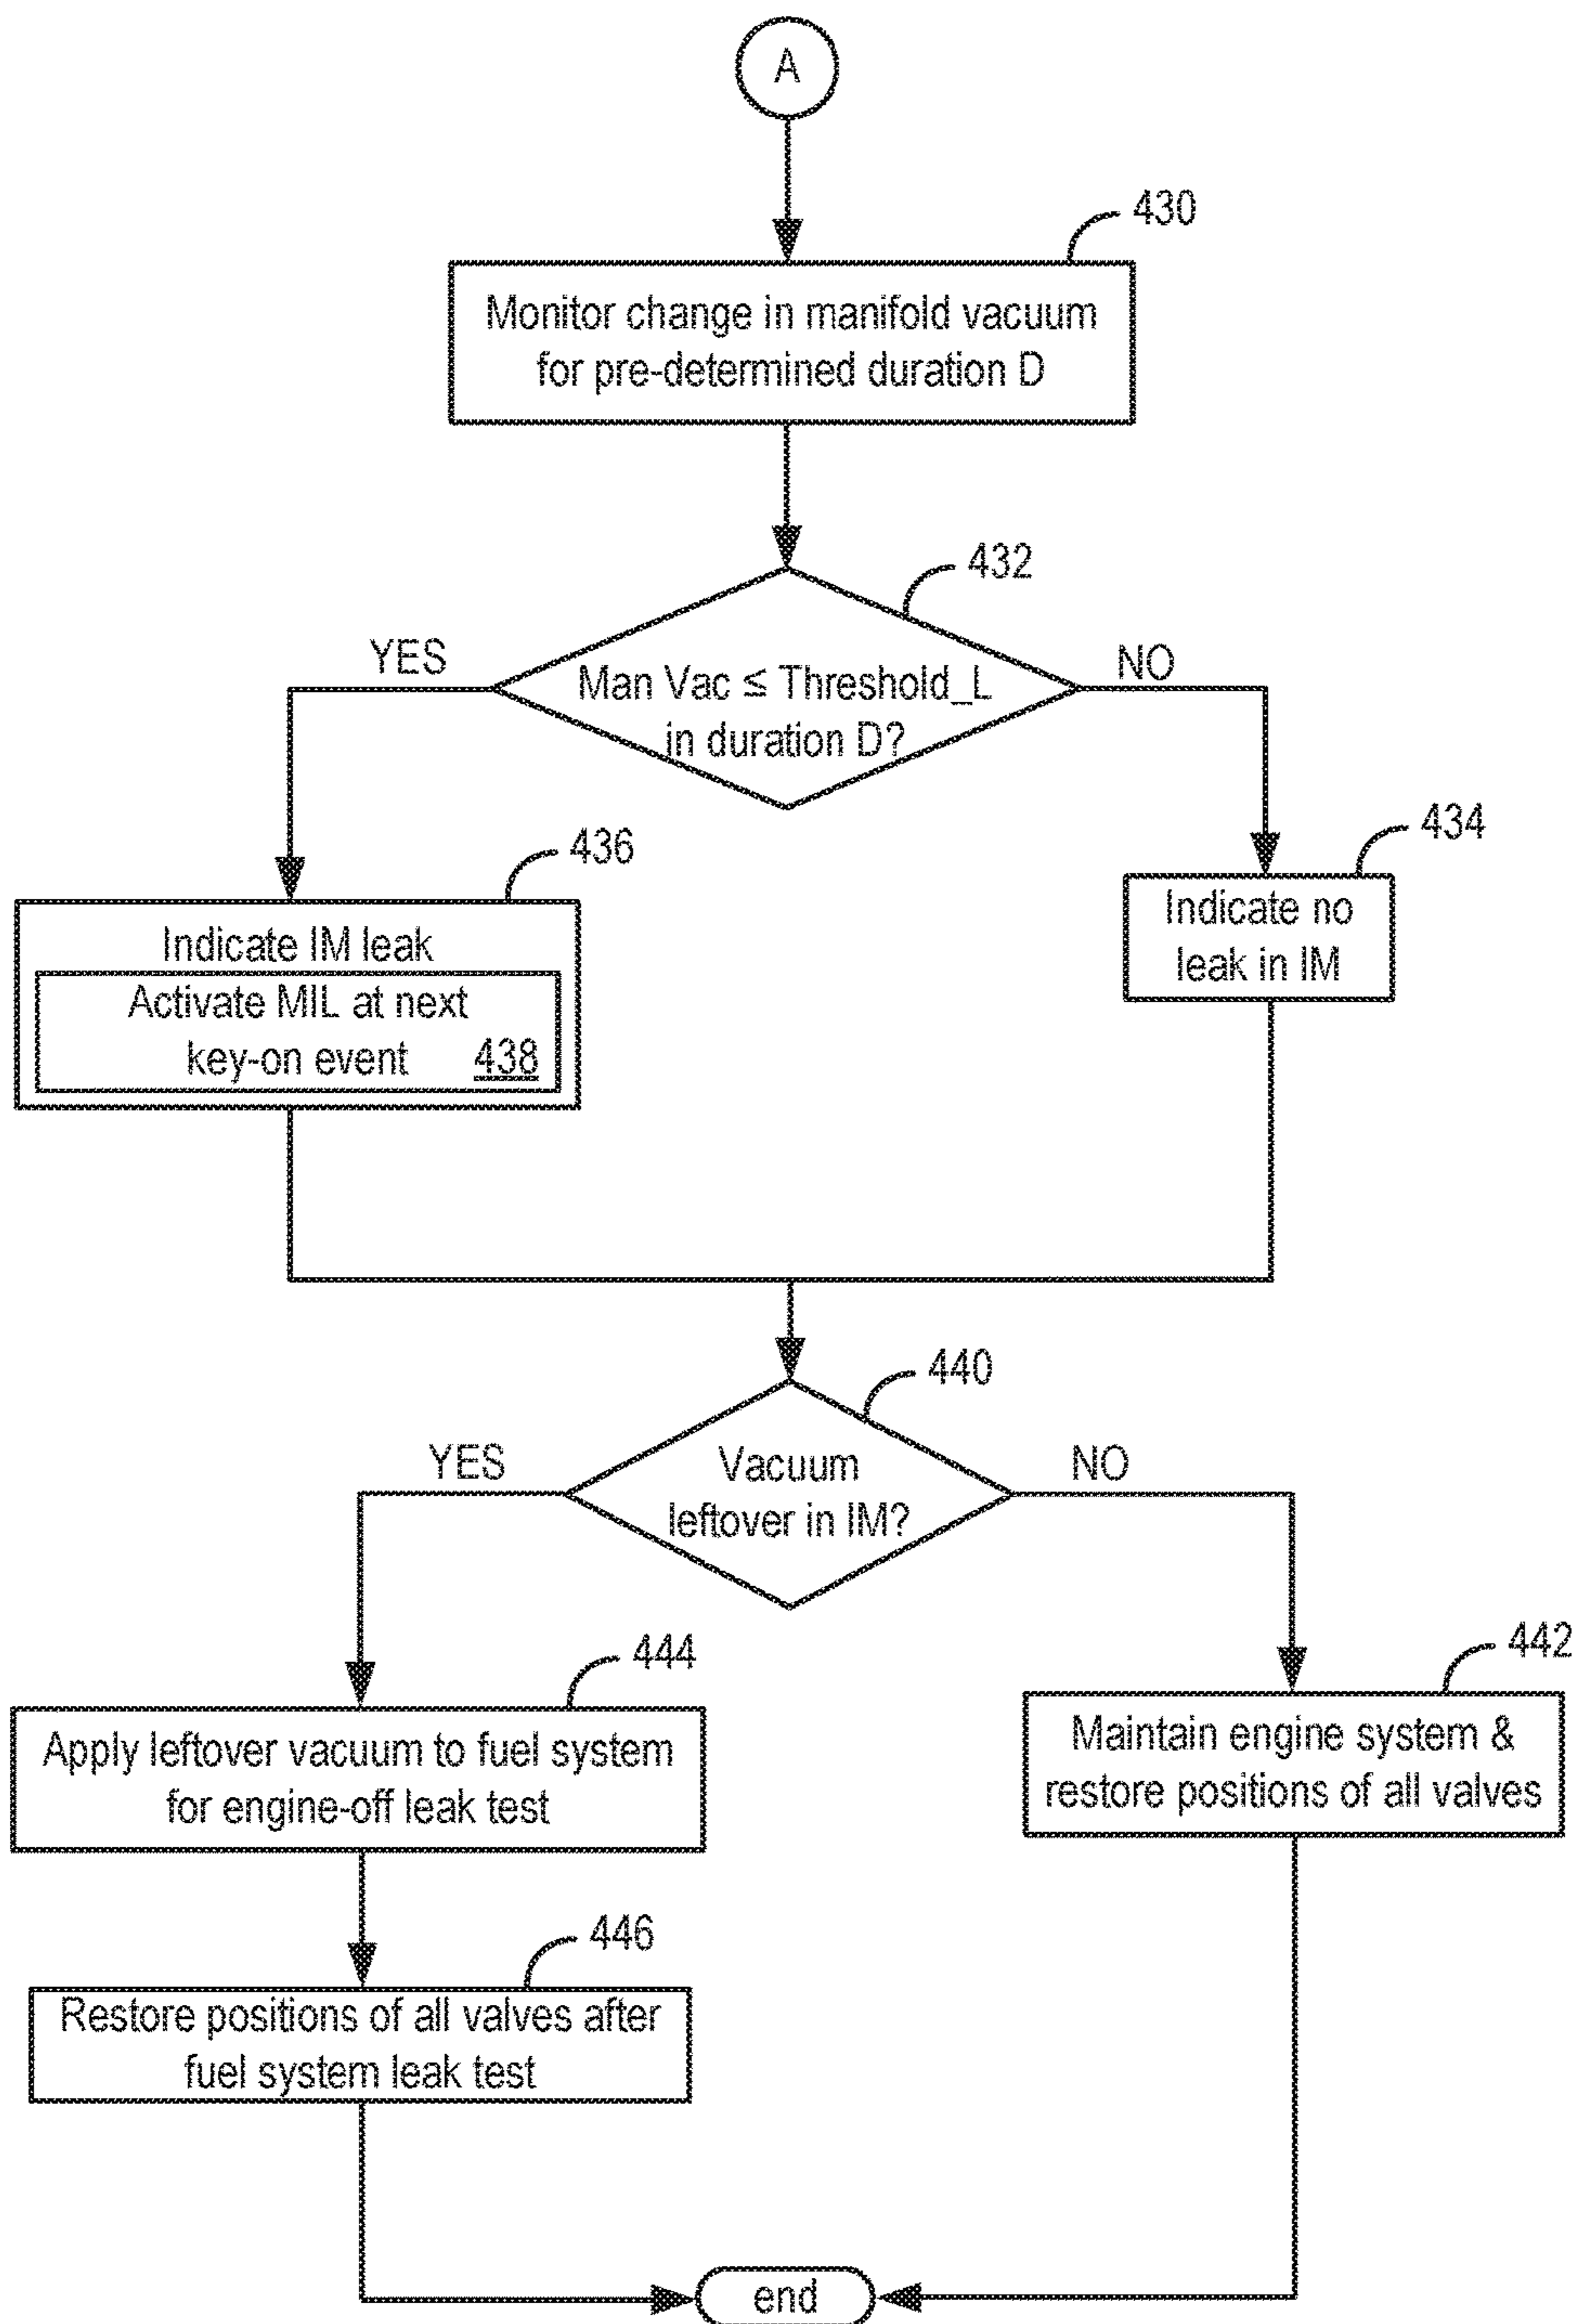 A
430
Monitor change in manifold vacuum
for pre-determined duration D
432
YES
NO
Man Vac ≤ Threshold_L
in duration D?
436
434
Indicate IM leak
Activate MIL at next
key-on event 438
Indicate no
leak in IM
440
YES
NO
Vacuum
leftover in IM?
444
442
Apply leftover vacuum to fuel system
for engine-off leak test
Maintain engine system &
restore positions of all valves
446
Restore positions of all valves after
fuel system leak test
end